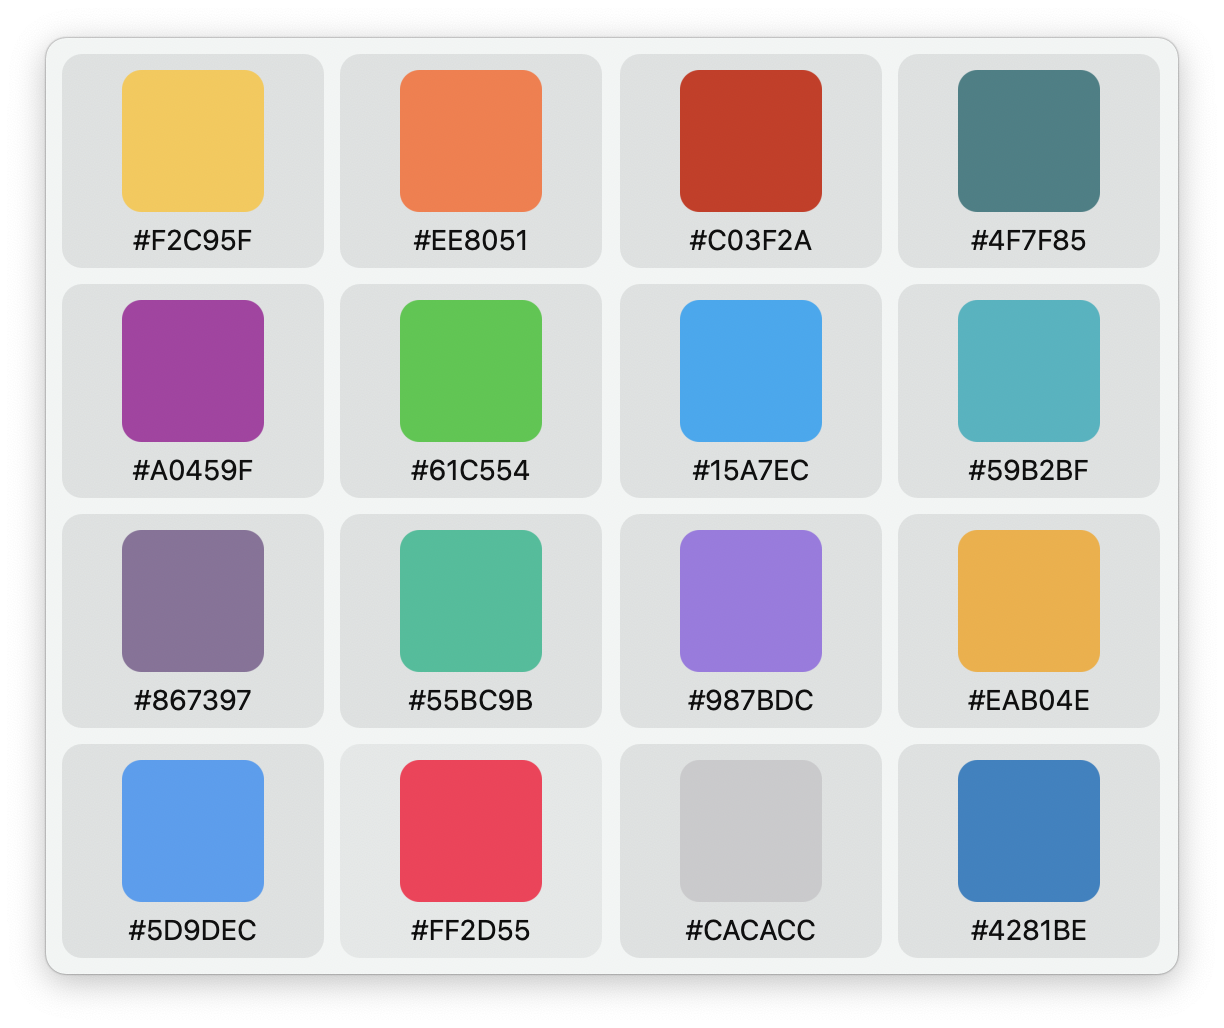 #F2C95F
#EE8051
#C03F2A
#4F7F85
#A0459F
#61C554
#15A7EC
#59B2BF
#867397
#55BC9B
#987BDC
#EAB04E
#5D9DEC
#FF2D55
#CACACC
#4281BE